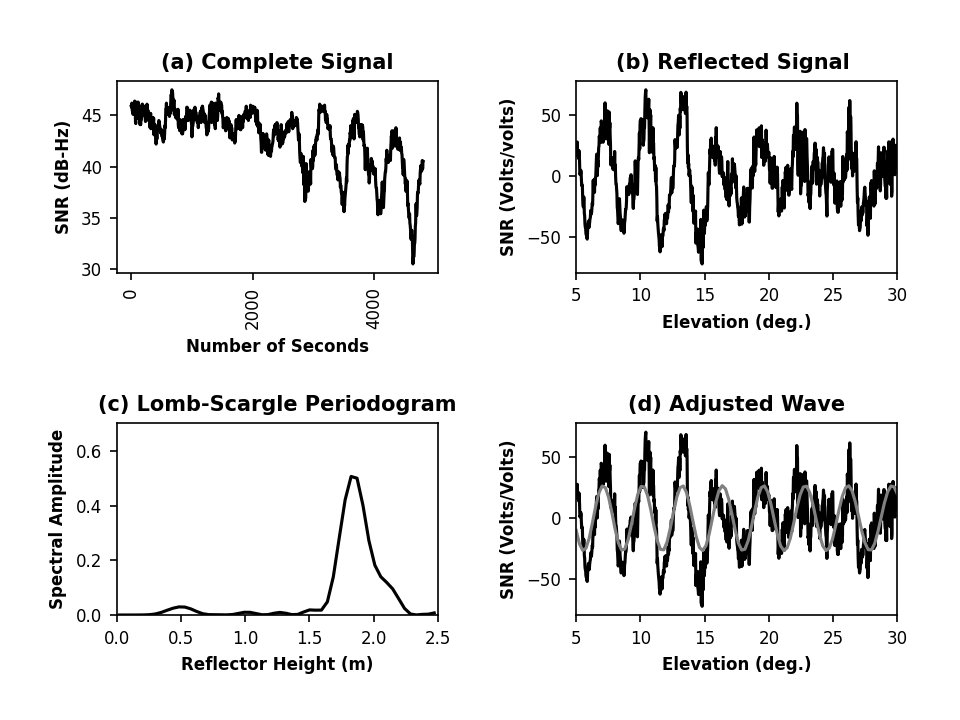 (a) Complete Signal
SNR (dB-Hz)
45
40
35
30
0
2000
4000
Number of Seconds
(b) Reflected Signal
SNR (Volts/volts)
50
0
−50
5 10 15 20 25 30
Elevation (deg.)
(c) Lomb-Scargle Periodogram
Spectral Amplitude
0.6
0.4
0.2
0.0
0.0 0.5 1.0 1.5 2.0 2.5
Reflector Height (m)
(d) Adjusted Wave
SNR (Volts/Volts)
50
0
−50
5 10 15 20 25 30
Elevation (deg.)